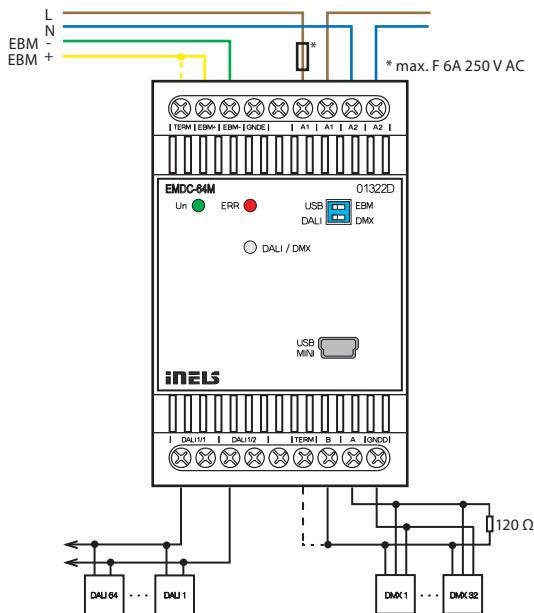 L
N
EBM -
EBM +
*
* max. F 6A 250 V AC
TERM EBM+ EBM- GNDE A1 A1 A2 A2
EMDC-64M 01322D
Un ERR USB EBM
DALI DMX
DALI / DMX
USB
MINI
iNELS
DALI1/1 DALI1/2 TERM B A GNDD
120 Ω
DALI 64 ··· DALI 1 DMX 1 ··· DMX 32